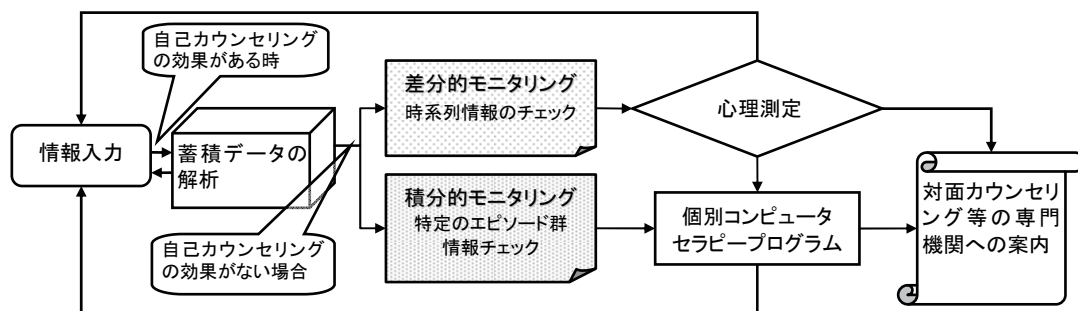 自己カウンセリング
の効果がある時
情報入力
蓄積データの
解析
自己カウンセリング
の効果がない場合
差分的モニタリング
時系列情報のチェック
積分的モニタリング
特定のエピソード群
情報チェック
心理測定
個別コンピュータ
セラピープログラム
対面カウンセリ
ング等の専門
機関への案内